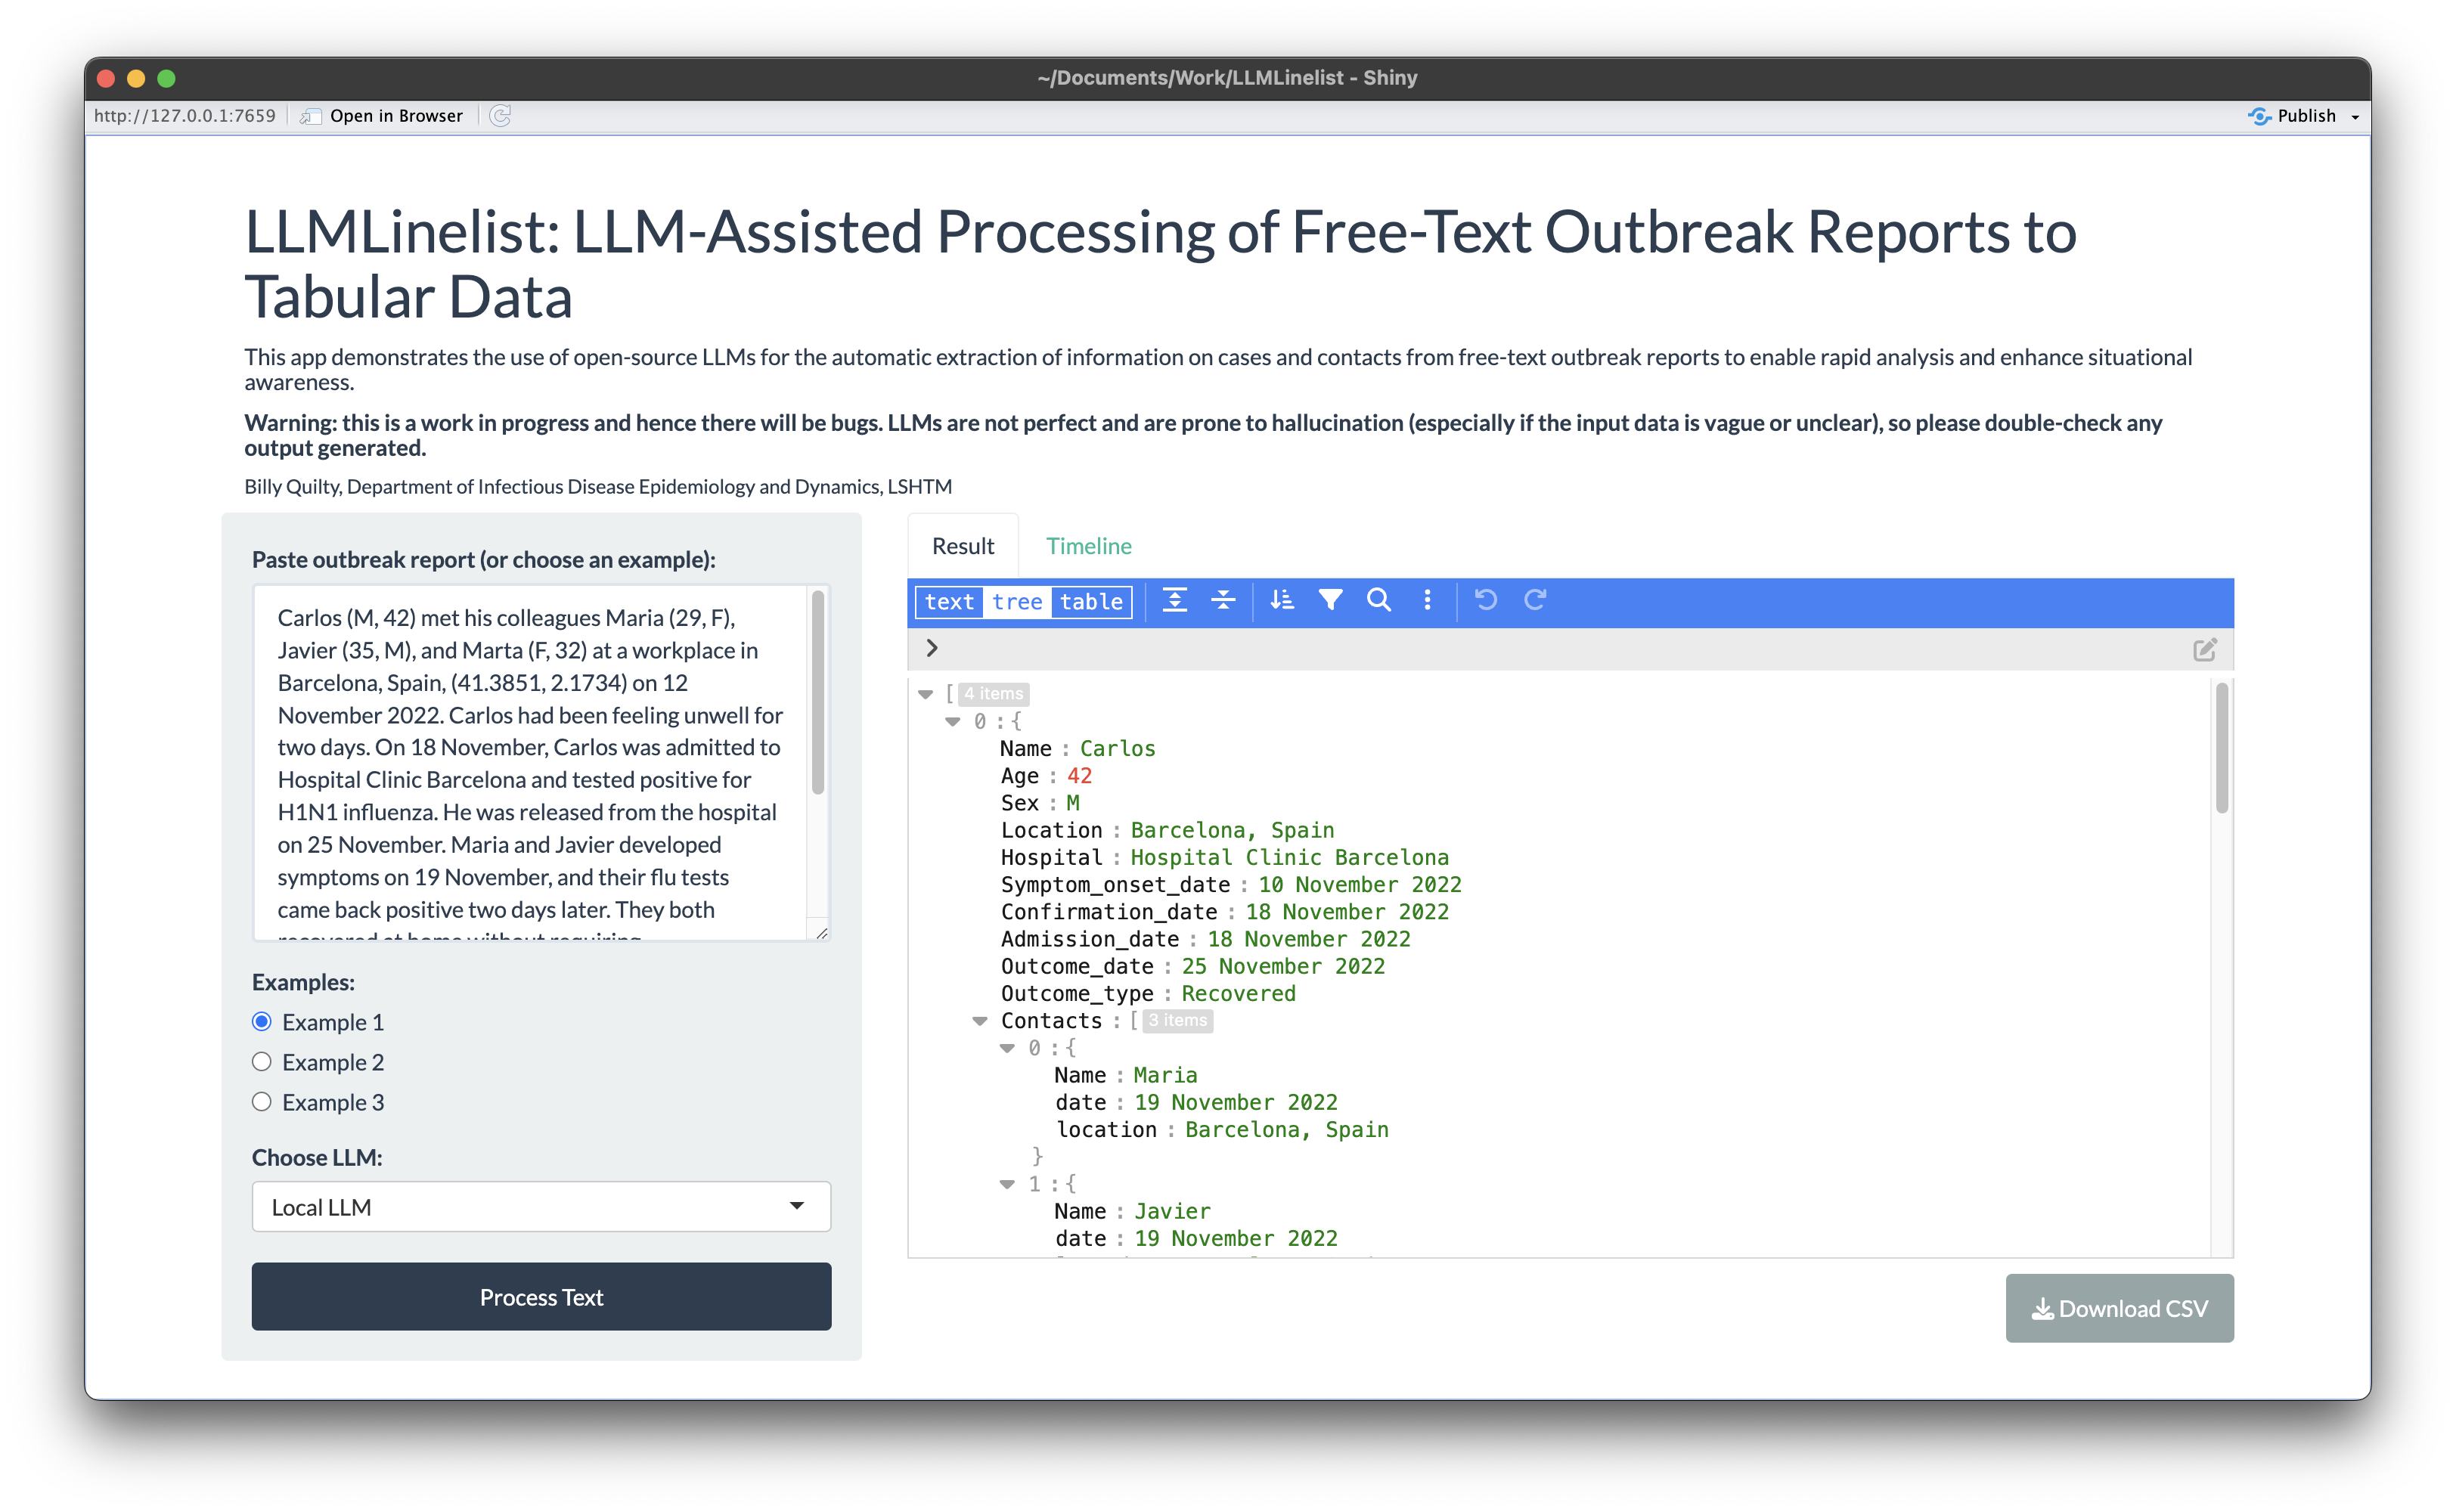 ~/Documents/Work/LLMLinelist - Shiny
http://127.0.0.1:7659
Open in Browser
Publish
LLMLinelist: LLM-Assisted Processing of Free-Text Outbreak Reports to
Tabular Data
This app demonstrates the use of open-source LLMs for the automatic extraction of information on cases and contacts from free-text outbreak reports to enable rapid analysis and enhance situational
awareness.
Warning: this is a work in progress and hence there will be bugs. LLMs are not perfect and are prone to hallucination (especially if the input data is vague or unclear), so please double-check any
output generated.
Billy Quilty, Department of Infectious Disease Epidemiology and Dynamics, LSHTM
Paste outbreak report (or choose an example):
Carlos (M, 42) met his colleagues Maria (29, F),
Javier (35, M), and Marta (F, 32) at a workplace in
Barcelona, Spain, (41.3851, 2.1734) on 12
November 2022. Carlos had been feeling unwell for
two days. On 18 November, Carlos was admitted to
Hospital Clinic Barcelona and tested positive for
H1N1 influenza. He was released from the hospital
on 25 November. Maria and Javier developed
symptoms on 19 November, and their flu tests
came back positive two days later. They both
recovered at home without requiring
Examples:
Example 1
Example 2
Example 3
Choose LLM:
Local LLM
Process Text
Result
Timeline
text tree table
[ 4 items
0 : {
Name : Carlos
Age : 42
Sex : M
Location : Barcelona, Spain
Hospital : Hospital Clinic Barcelona
Symptom_onset_date : 10 November 2022
Confirmation_date : 18 November 2022
Admission_date : 18 November 2022
Outcome_date : 25 November 2022
Outcome_type : Recovered
Contacts : [ 3 items
0 : {
Name : Maria
date : 19 November 2022
location : Barcelona, Spain
}
1 : {
Name : Javier
date : 19 November 2022
Download CSV